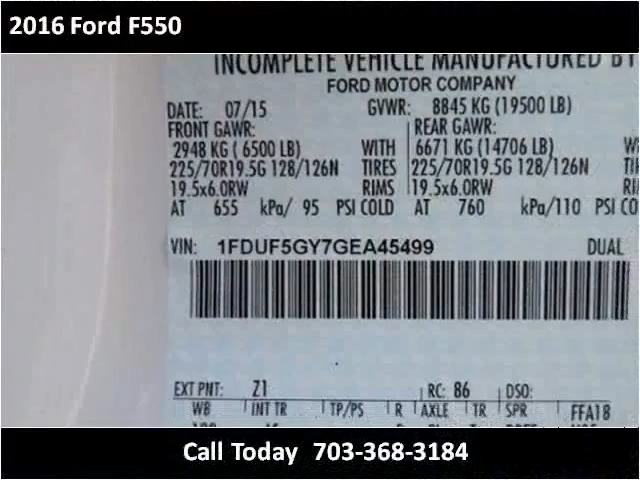 2016 Ford F550
INCOMPLETE VEHICLE MANUFACTURED BY
FORD MOTOR COMPANY
DATE: 07/15 GVWR: 8845 KG (19500 LB)
FRONT GAWR: REAR GAWR:
2948 KG ( 6500 LB) WITH 6671 KG (14706 LB)
225/70R19.5G 128/126N TIRES 225/70R19.5G 128/126N
19.5x6.0RW RIMS 19.5x6.0RW
AT 655 kPa/ 95 PSI COLD AT 760 kPa/110 PSI CO
VIN: 1FDUF5GY7GEA45499 DUAL
EXT PNT: Z1 RC: 86 DSO:
WB INT TR TP/PS R AXLE TR SPR FFA18
Call Today 703-368-3184